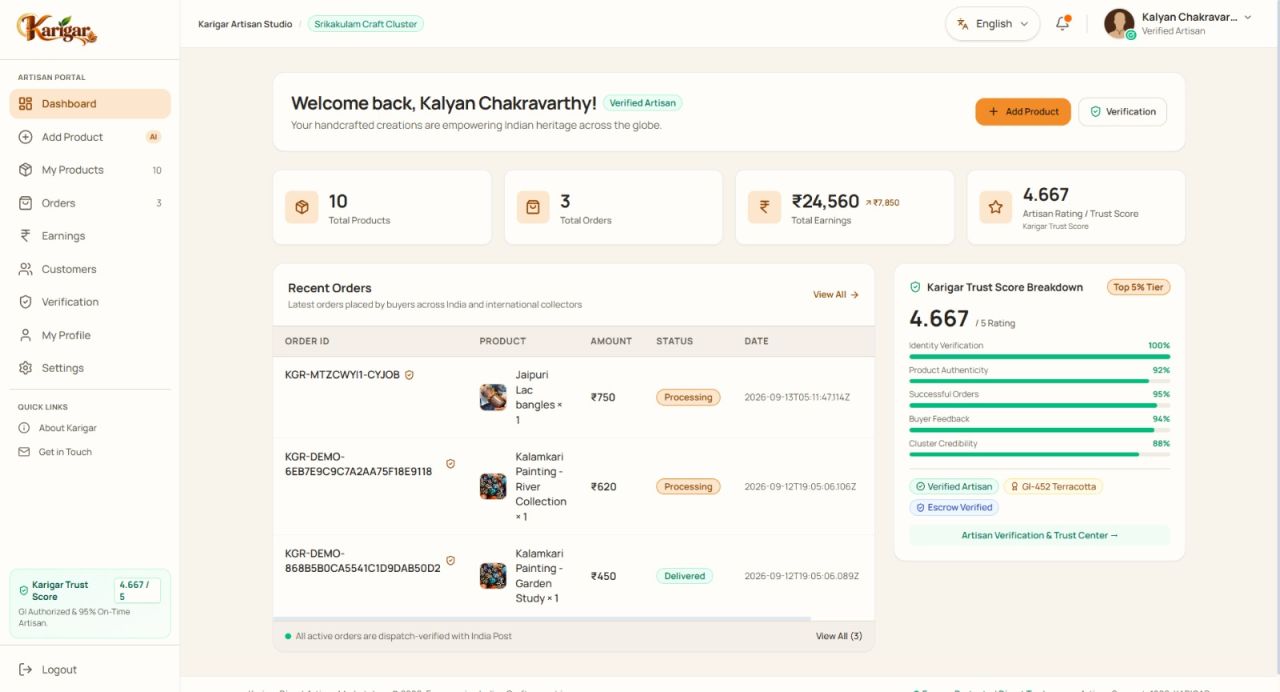 Karigar
Karigar Artisan Studio / Srikakulam Craft Cluster
English
Kalyan Chakravar...
Verified Artisan
ARTISAN PORTAL
Dashboard
Add Product AI
My Products 10
Orders 3
Earnings
Customers
Verification
My Profile
Settings
QUICK LINKS
About Karigar
Get in Touch
Karigar Trust Score 4.667 / 5
GI Authorized & 95% On-Time
Artisan.
Logout
Welcome back, Kalyan Chakravarthy! Verified Artisan
Your handcrafted creations are empowering Indian heritage across the globe.
+ Add Product
Verification
10
Total Products
3
Total Orders
₹24,560 ↗ ₹7,850
Total Earnings
4.667
Artisan Rating / Trust Score
Karigar Trust Score
Recent Orders
Latest orders placed by buyers across India and international collectors
View All →
ORDER ID PRODUCT AMOUNT STATUS DATE
KGR-MTZCWYI1-CYJOB
Jaipuri
Lac
bangles ×
1
₹750
Processing
2026-09-13T05:11:47.114Z
KGR-DEMO-
6EB7E9C9C7A2AA75F18E9118
Kalamkari
Painting -
River
Collection
× 1
₹620
Processing
2026-09-12T19:05:06.106Z
KGR-DEMO-
868B5B0CA5541C1D9DAB50D2
Kalamkari
Painting -
Garden
Study × 1
₹450
Delivered
2026-09-12T19:05:06.089Z
All active orders are dispatch-verified with India Post
View All (3)
Karigar Trust Score Breakdown Top 5% Tier
4.667 / 5 Rating
Identity Verification 100%
Product Authenticity 92%
Successful Orders 95%
Buyer Feedback 94%
Cluster Credibility 88%
Verified Artisan
GI-452 Terracotta
Escrow Verified
Artisan Verification & Trust Center →